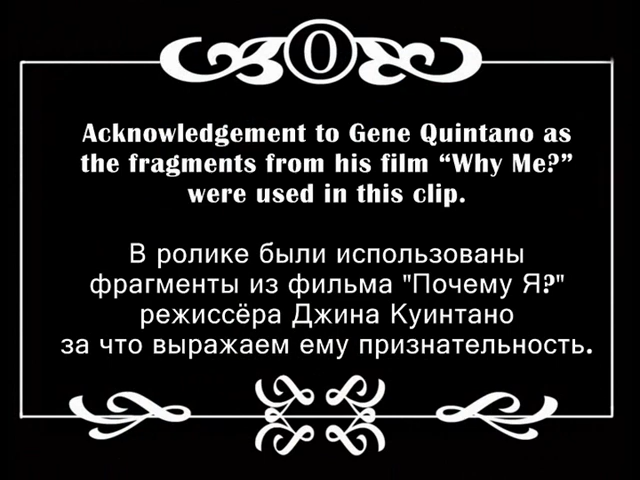 O
Acknowledgement to Gene Quintano as
the fragments from his film “Why Me?”
were used in this clip.
В ролике были использованы
фрагменты из фильма "Почему Я?"
режиссёра Джина Куинтано
за что выражаем ему признательность.